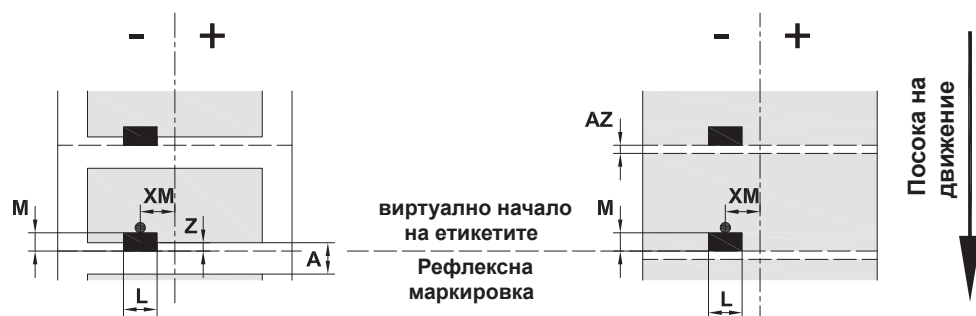 - +
XM
M
Z
A
L
виртуално начало
на етикетите
Рефлексна
маркировка
- +
AZ
XM
M
L
Посока на
движение